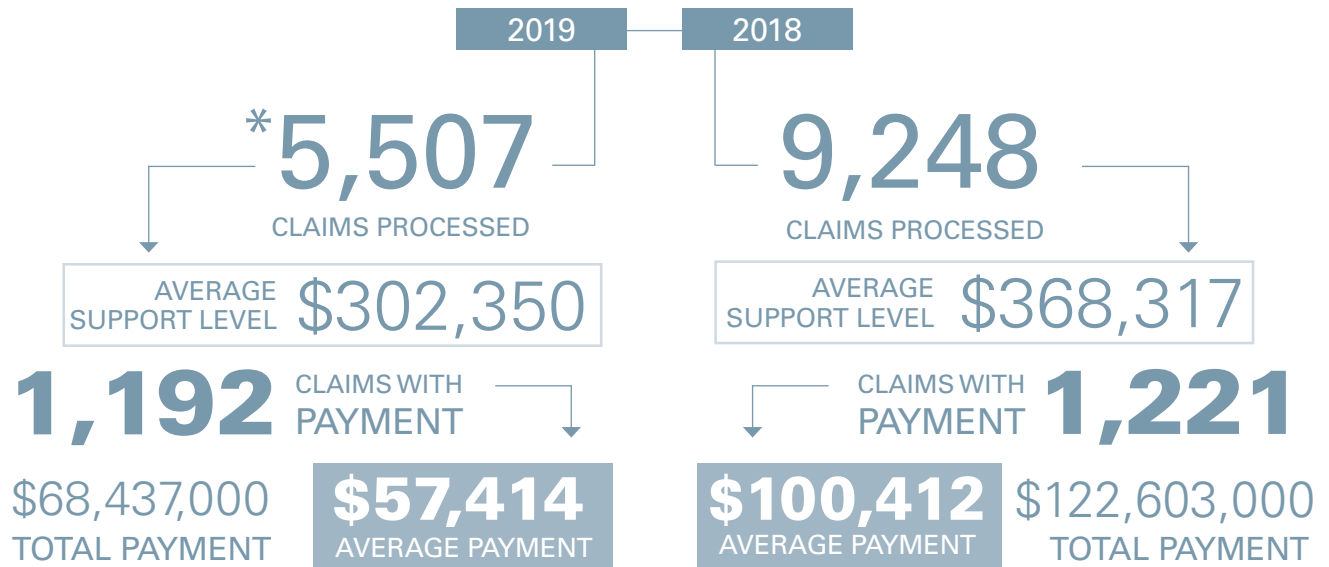 2019
2018
*5,507
CLAIMS PROCESSED
9,248
CLAIMS PROCESSED
AVERAGE
SUPPORT LEVEL
$302,350
AVERAGE
SUPPORT LEVEL
$368,317
1,192
CLAIMS WITH
PAYMENT
CLAIMS WITH
PAYMENT
1,221
$68,437,000
TOTAL PAYMENT
$57,414
AVERAGE PAYMENT
$100,412
AVERAGE PAYMENT
$122,603,000
TOTAL PAYMENT